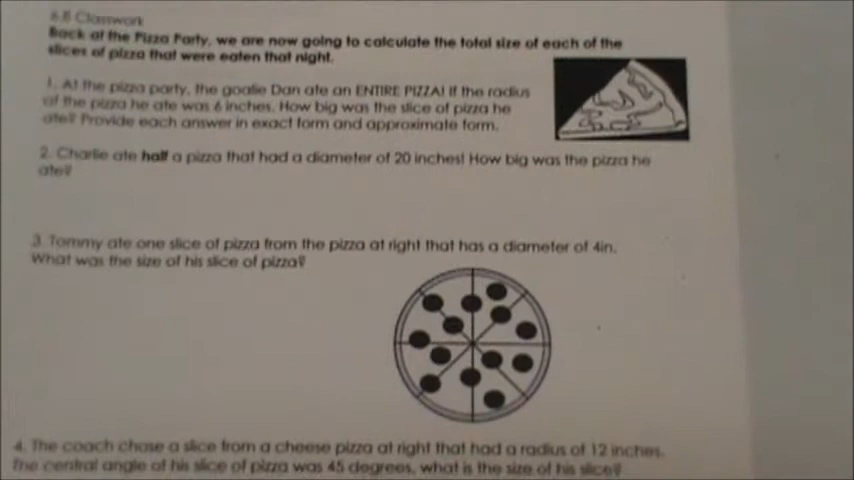 6.8 Classwork
Back at the Pizza Party, we are now going to calculate the total size of each of the
slices of pizza that were eaten that night.
1. At the pizza party, the goalie Dan ate an ENTIRE PIZZA! If the radius
of the pizza he ate was 6 inches. How big was the slice of pizza he
ate? Provide each answer in exact form and approximate form.
2. Charlie ate half a pizza that had a diameter of 20 inches! How big was the pizza he
ate?
3. Tommy ate one slice of pizza from the pizza at right that has a diameter of 4in.
What was the size of his slice of pizza?
4. The coach chose a slice from a cheese pizza at right that had a radius of 12 inches.
The central angle of his slice of pizza was 45 degrees, what is the size of his slice?